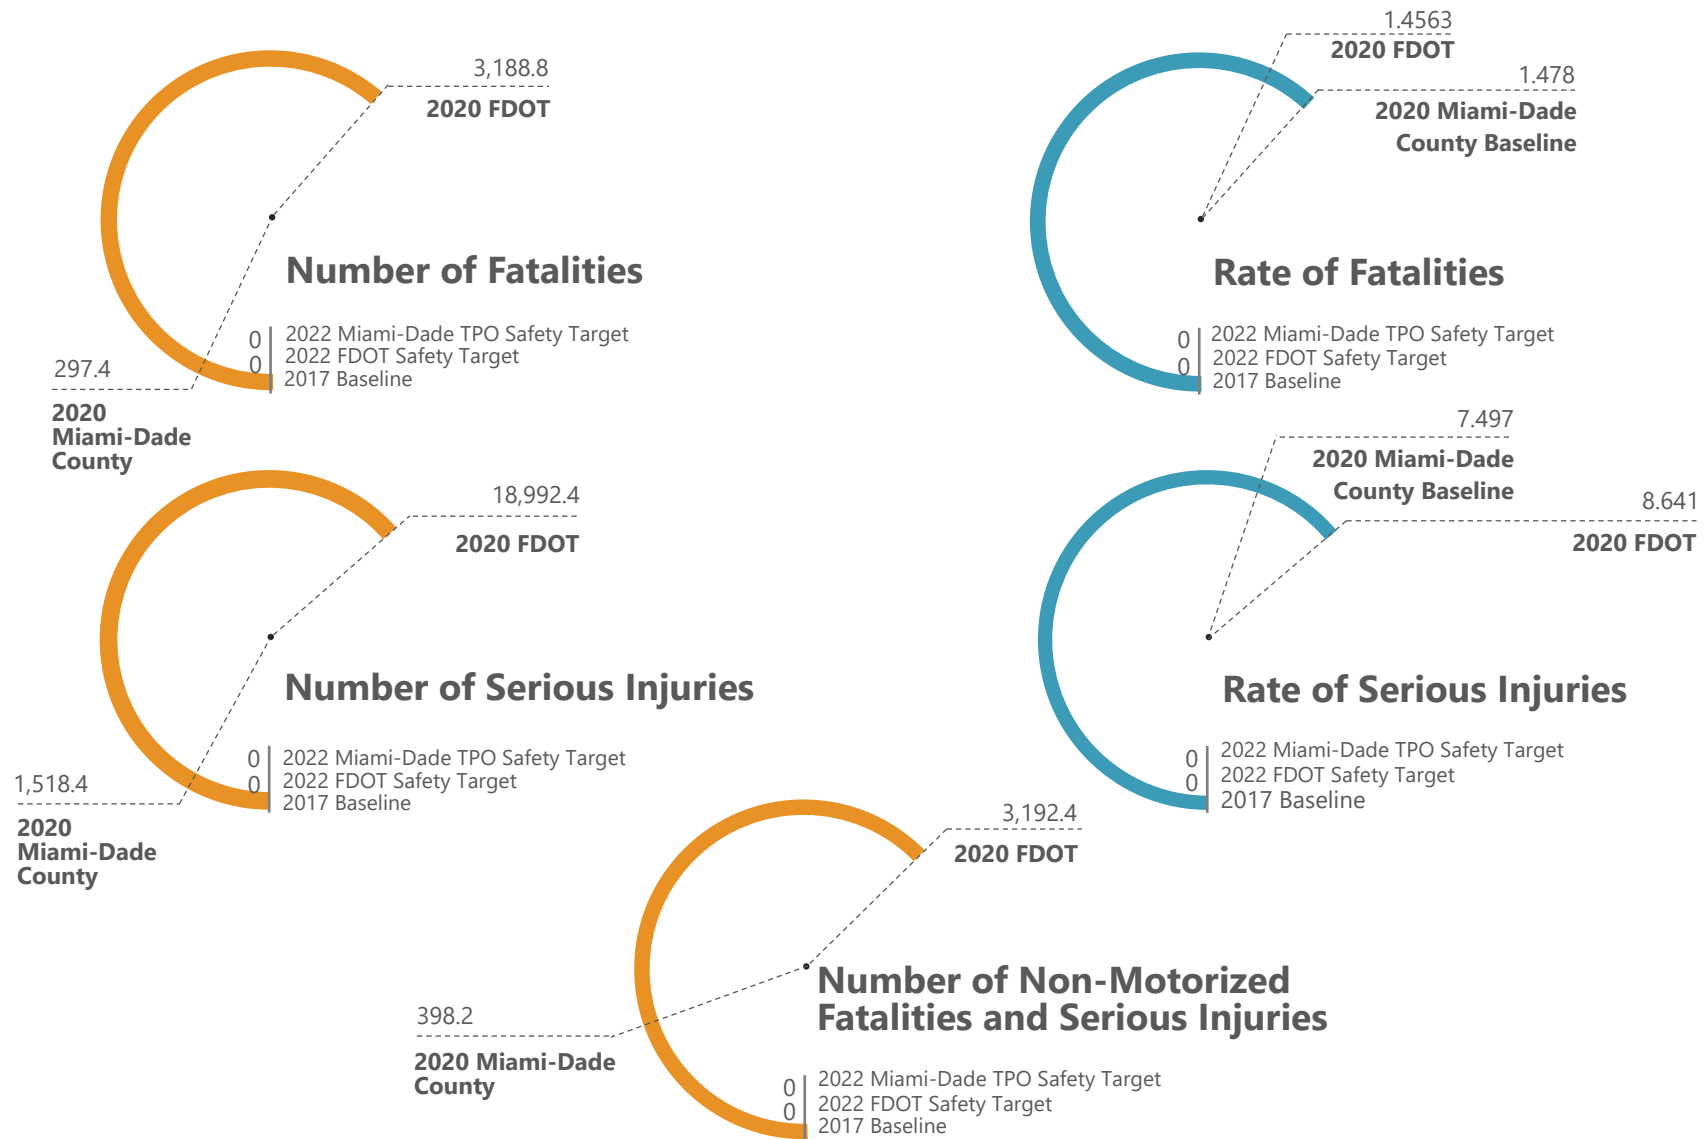 3,188.8
2020 FDOT
Number of Fatalities
0
2022 Miami-Dade TPO Safety Target
0
2022 FDOT Safety Target
2017 Baseline
297.4
2020
Miami-Dade
County
1.4563
2020 FDOT
1.478
2020 Miami-Dade
County Baseline
Rate of Fatalities
0
2022 Miami-Dade TPO Safety Target
0
2022 FDOT Safety Target
2017 Baseline
18,992.4
2020 FDOT
Number of Serious Injuries
0
2022 Miami-Dade TPO Safety Target
0
2022 FDOT Safety Target
2017 Baseline
1,518.4
2020
Miami-Dade
County
7.497
2020 Miami-Dade
County Baseline
8.641
2020 FDOT
Rate of Serious Injuries
0
2022 Miami-Dade TPO Safety Target
0
2022 FDOT Safety Target
2017 Baseline
3,192.4
2020 FDOT
Number of Non-Motorized
Fatalities and Serious Injuries
398.2
2020 Miami-Dade
County
0
2022 Miami-Dade TPO Safety Target
0
2022 FDOT Safety Target
2017 Baseline